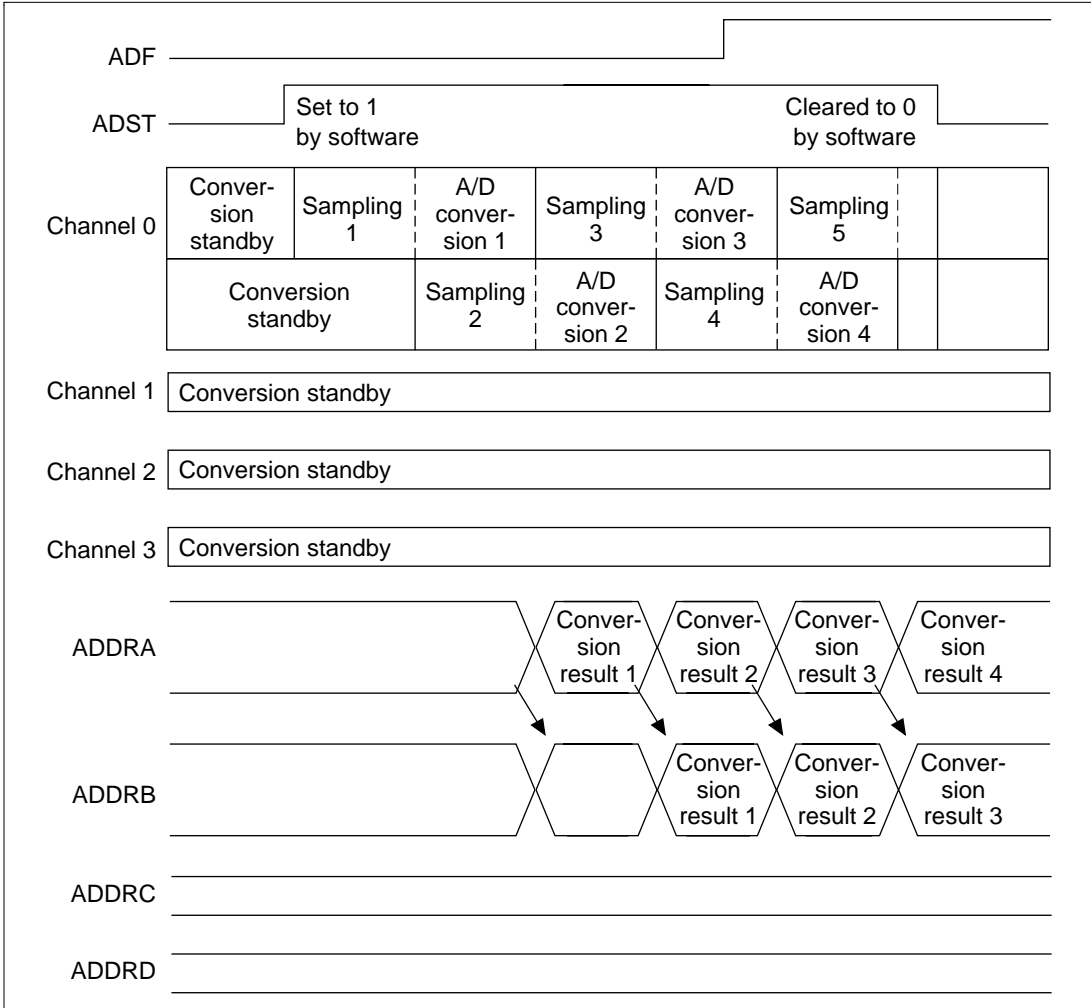 ADF
ADST
Set to 1
by software
Cleared to 0
by software
Channel 0
Conver-
sion
standby
Sampling
1
A/D
conver-
sion 1
Sampling
3
A/D
conver-
sion 3
Sampling
5
Conversion
standby
Sampling
2
A/D
conver-
sion 2
Sampling
4
A/D
conver-
sion 4
Channel 1
Conversion standby
Channel 2
Conversion standby
Channel 3
Conversion standby
ADDRA
Conver-
sion
result 1
Conver-
sion
result 2
Conver-
sion
result 3
Conver-
sion
result 4
ADDRB
Conver-
sion
result 1
Conver-
sion
result 2
Conver-
sion
result 3
ADDRC
ADDRD